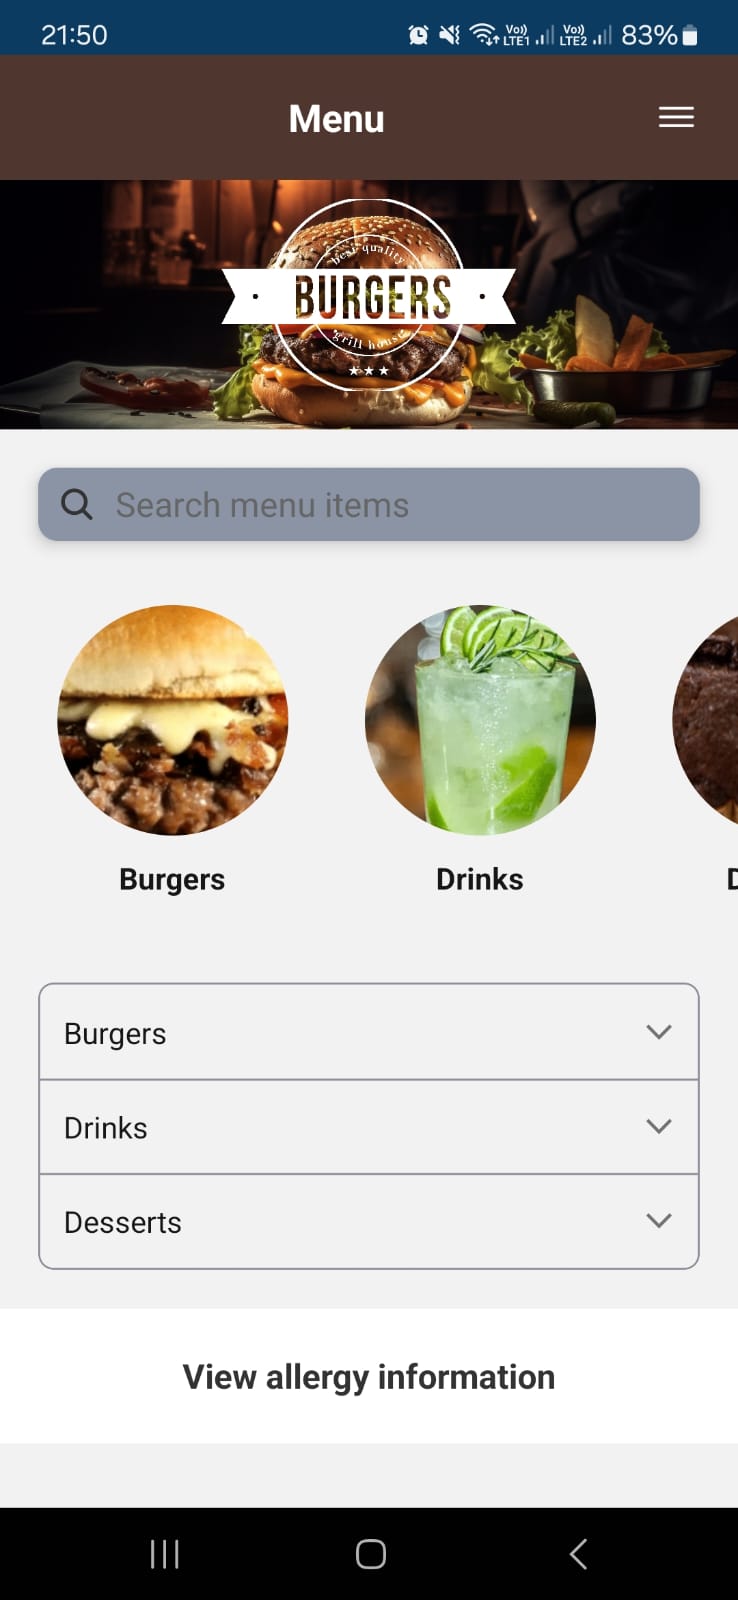 21:50
Vo)) LTE1 Vo)) LTE2 83%
Menu
best quality
BURGERS
grill house
Search menu items
Burgers Drinks D
Burgers
Drinks
Desserts
View allergy information